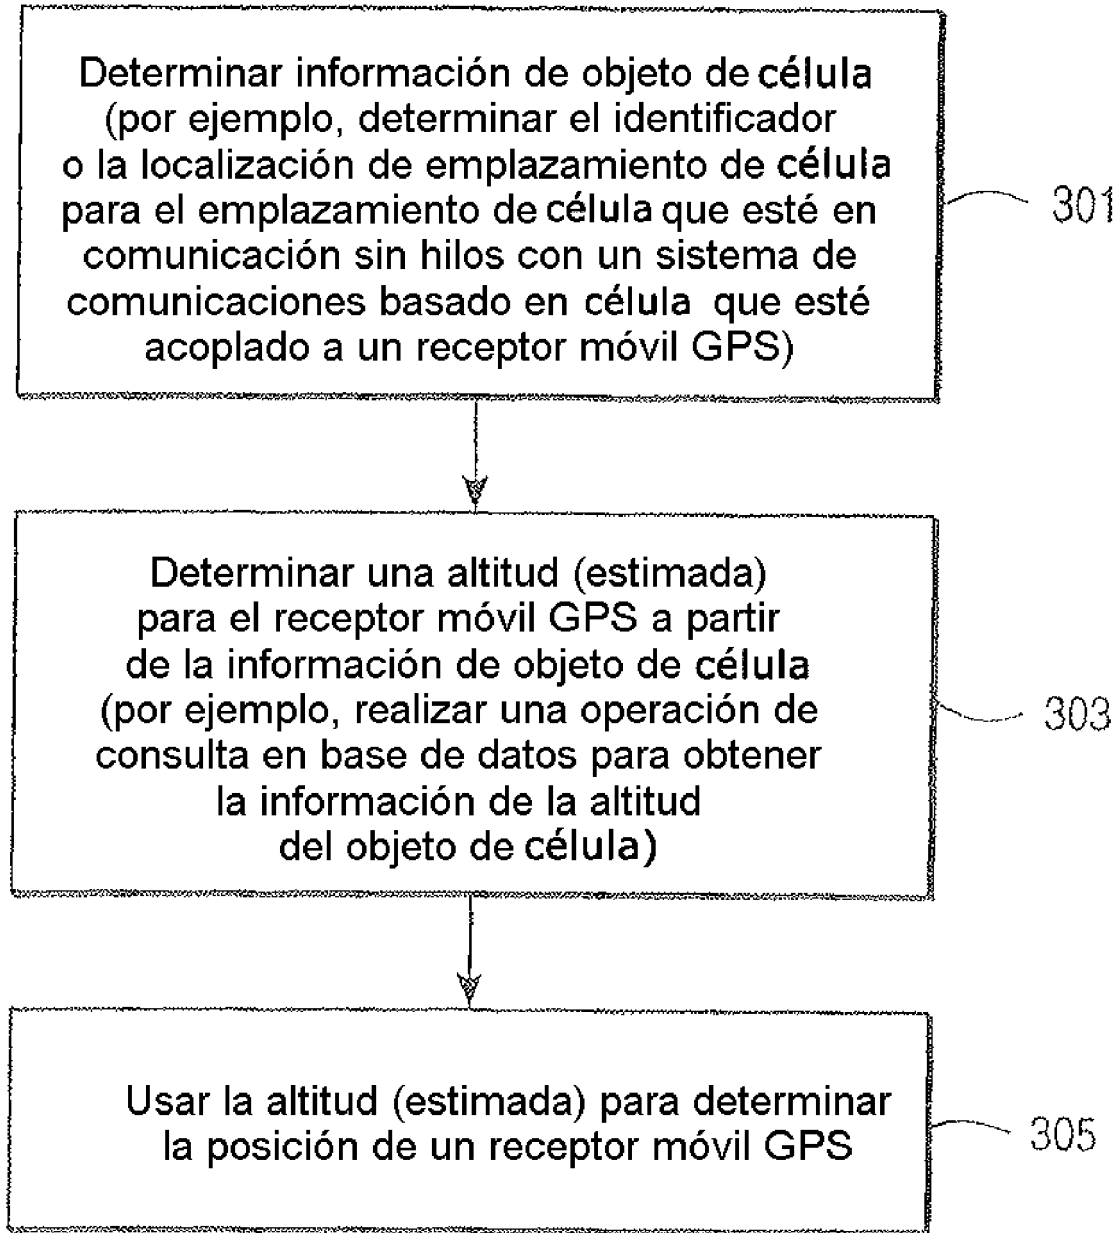 Determinar información de objeto de célula
(por ejemplo, determinar el identificador
o la localización de emplazamiento de célula
para el emplazamiento de célula que esté en
comunicación sin hilos con un sistema de
comunicaciones basado en célula que esté
acoplado a un receptor móvil GPS)
301
Determinar una altitud (estimada)
para el receptor móvil GPS a partir
de la información de objeto de célula
(por ejemplo, realizar una operación de
consulta en base de datos para obtener
la información de la altitud
del objeto de célula)
303
Usar la altitud (estimada) para determinar
la posición de un receptor móvil GPS
305